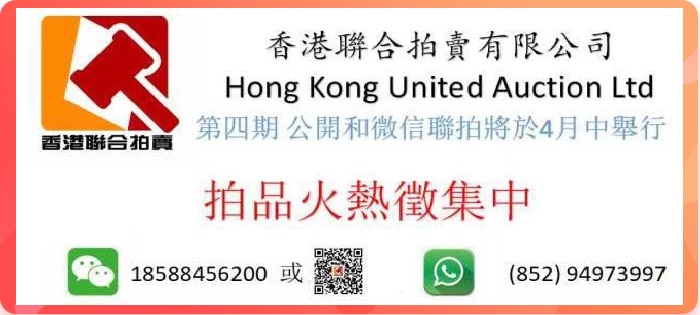 香港聯合拍賣有限公司
Hong Kong United Auction Ltd
香港聯合拍賣
第四期 公開和微信聯拍將於4月中舉行
拍品火熱徵集中
18588456200 或
(852) 94973997